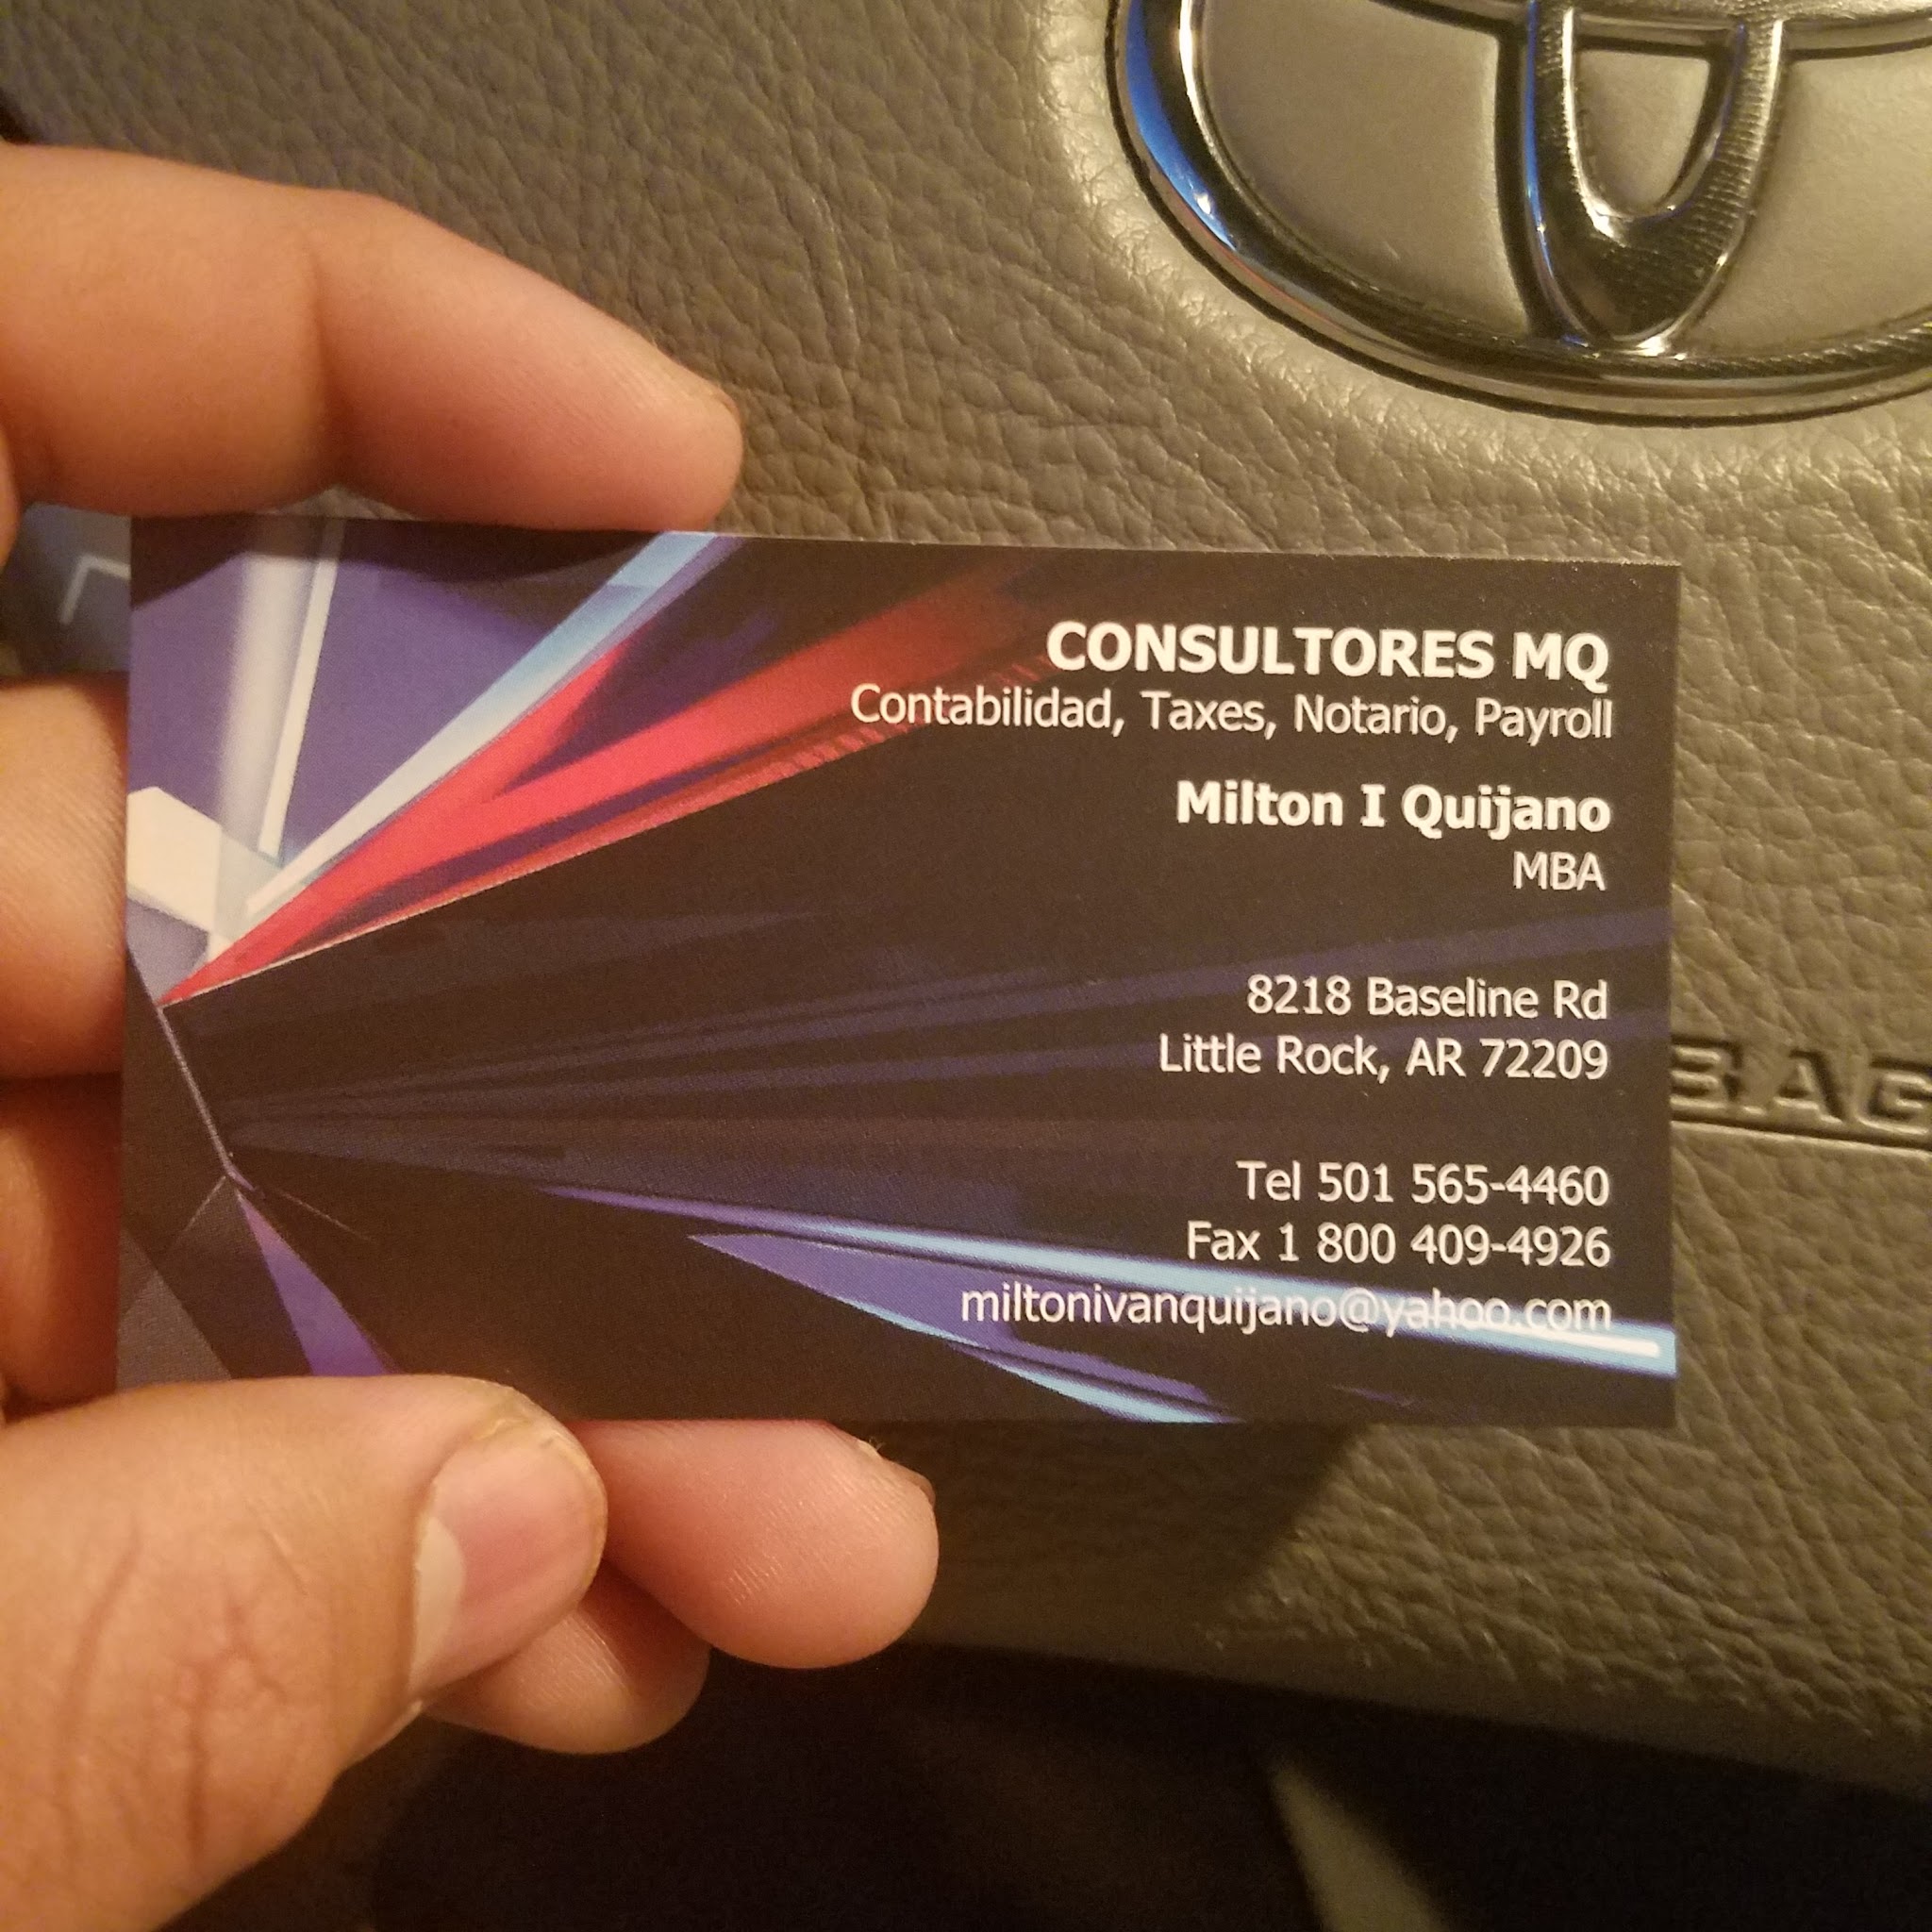 CONSULTORES MQ
Contabilidad, Taxes, Notario, Payroll
Milton I Quijano
MBA
8218 Baseline Rd
Little Rock, AR 72209
Tel 501 565-4460
Fax 1 800 409-4926
miltonivanquijano@yahoo.com